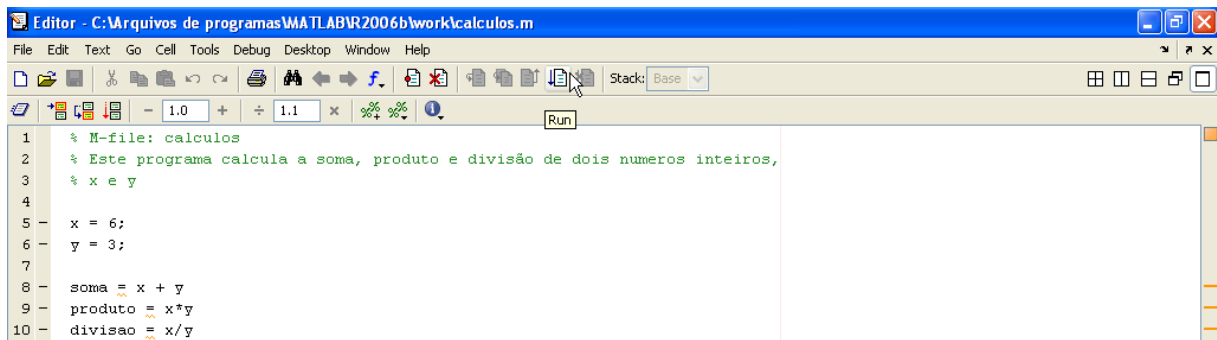 Editor - C:\Arquivos de programas\MATLAB\R2006b\work\calculos.m
File Edit Text Go Cell Tools Debug Desktop Window Help
Stack: Base
1.0 + ÷ 1.1 ×
Run
1 % M-file: calculos
2 % Este programa calcula a soma, produto e divisão de dois numeros inteiros,
3 % x e y
4
5 - x = 6;
6 - y = 3;
7
8 - soma = x + y
9 - produto = x*y
10 - divisao = x/y